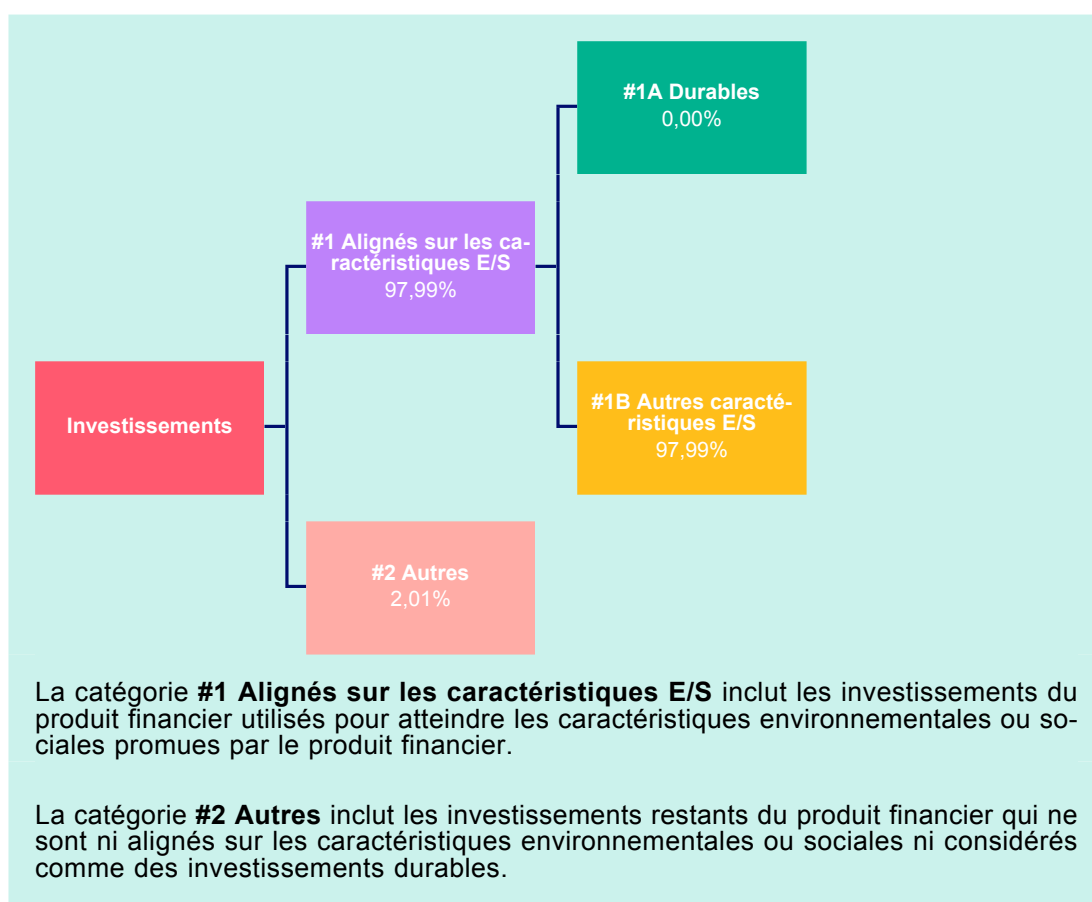 #1A Durables
0,00%
#1 Alignés sur les ca-
ractéristiques E/S
97,99%
Investissements
#1B Autres caracté-
ristiques E/S
97,99%
#2 Autres
2,01%
La catégorie #1 Alignés sur les caractéristiques E/S inclut les investissements du
produit financier utilisés pour atteindre les caractéristiques environnementales ou so-
ciales promues par le produit financier.
La catégorie #2 Autres inclut les investissements restants du produit financier qui ne
sont ni alignés sur les caractéristiques environnementales ou sociales ni considérés
comme des investissements durables.